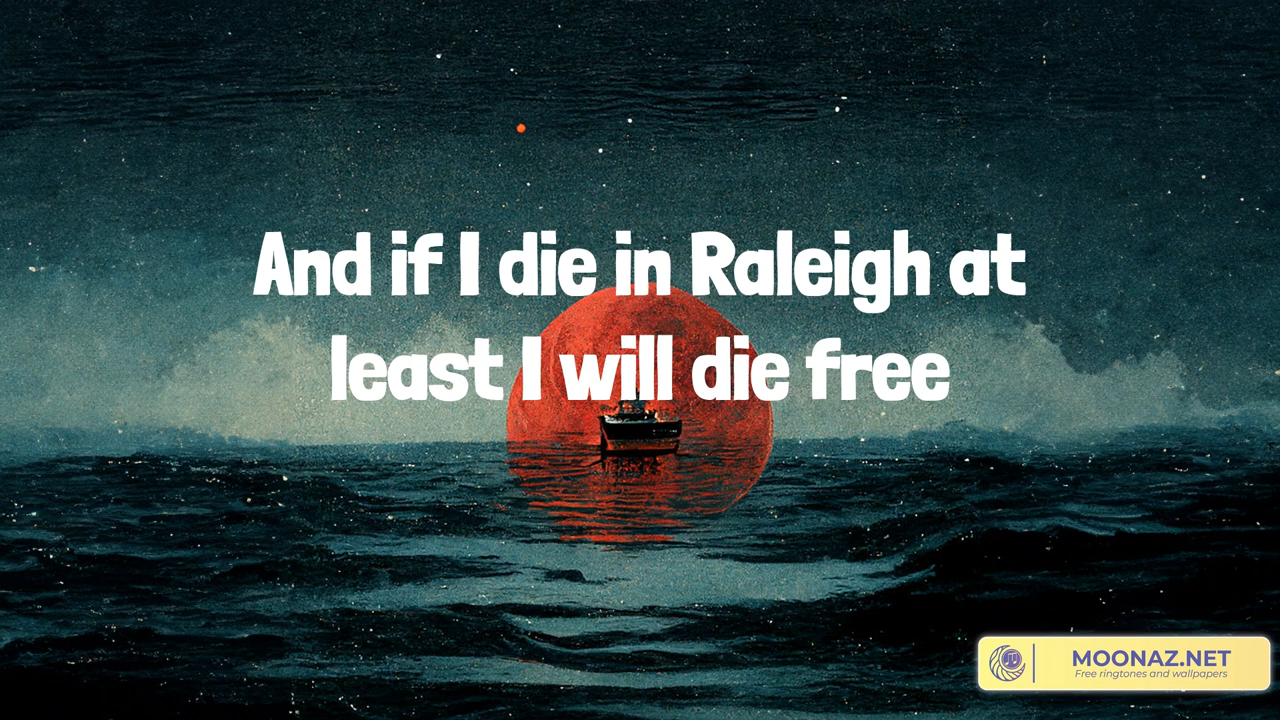 And if I die in Raleigh at
least I will die free
MOONAZ.NET
Free ringtones and wallpapers